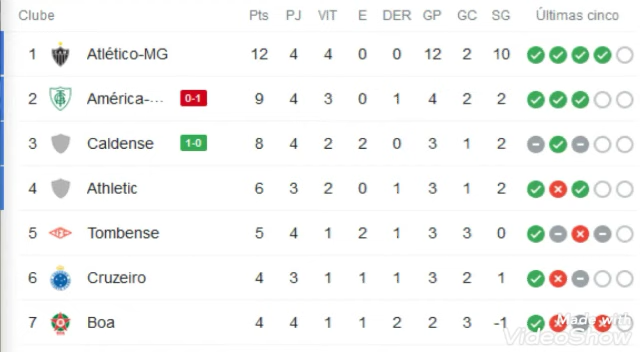 Clube Pts PJ VIT E DER GP GC SG Últimas cinco
1 Atlético-MG 12 4 4 0 0 12 2 10
2 América-... 0-1 9 4 3 0 1 4 2 2
3 Caldense 1-0 8 4 2 2 0 3 1 2
4 Athletic 6 3 2 0 1 3 1 2
5 Tombense 5 4 1 2 1 3 3 0
6 Cruzeiro 4 3 1 1 1 3 2 1
7 Boa 4 4 1 1 2 2 3 -1
Made with
VideoShow